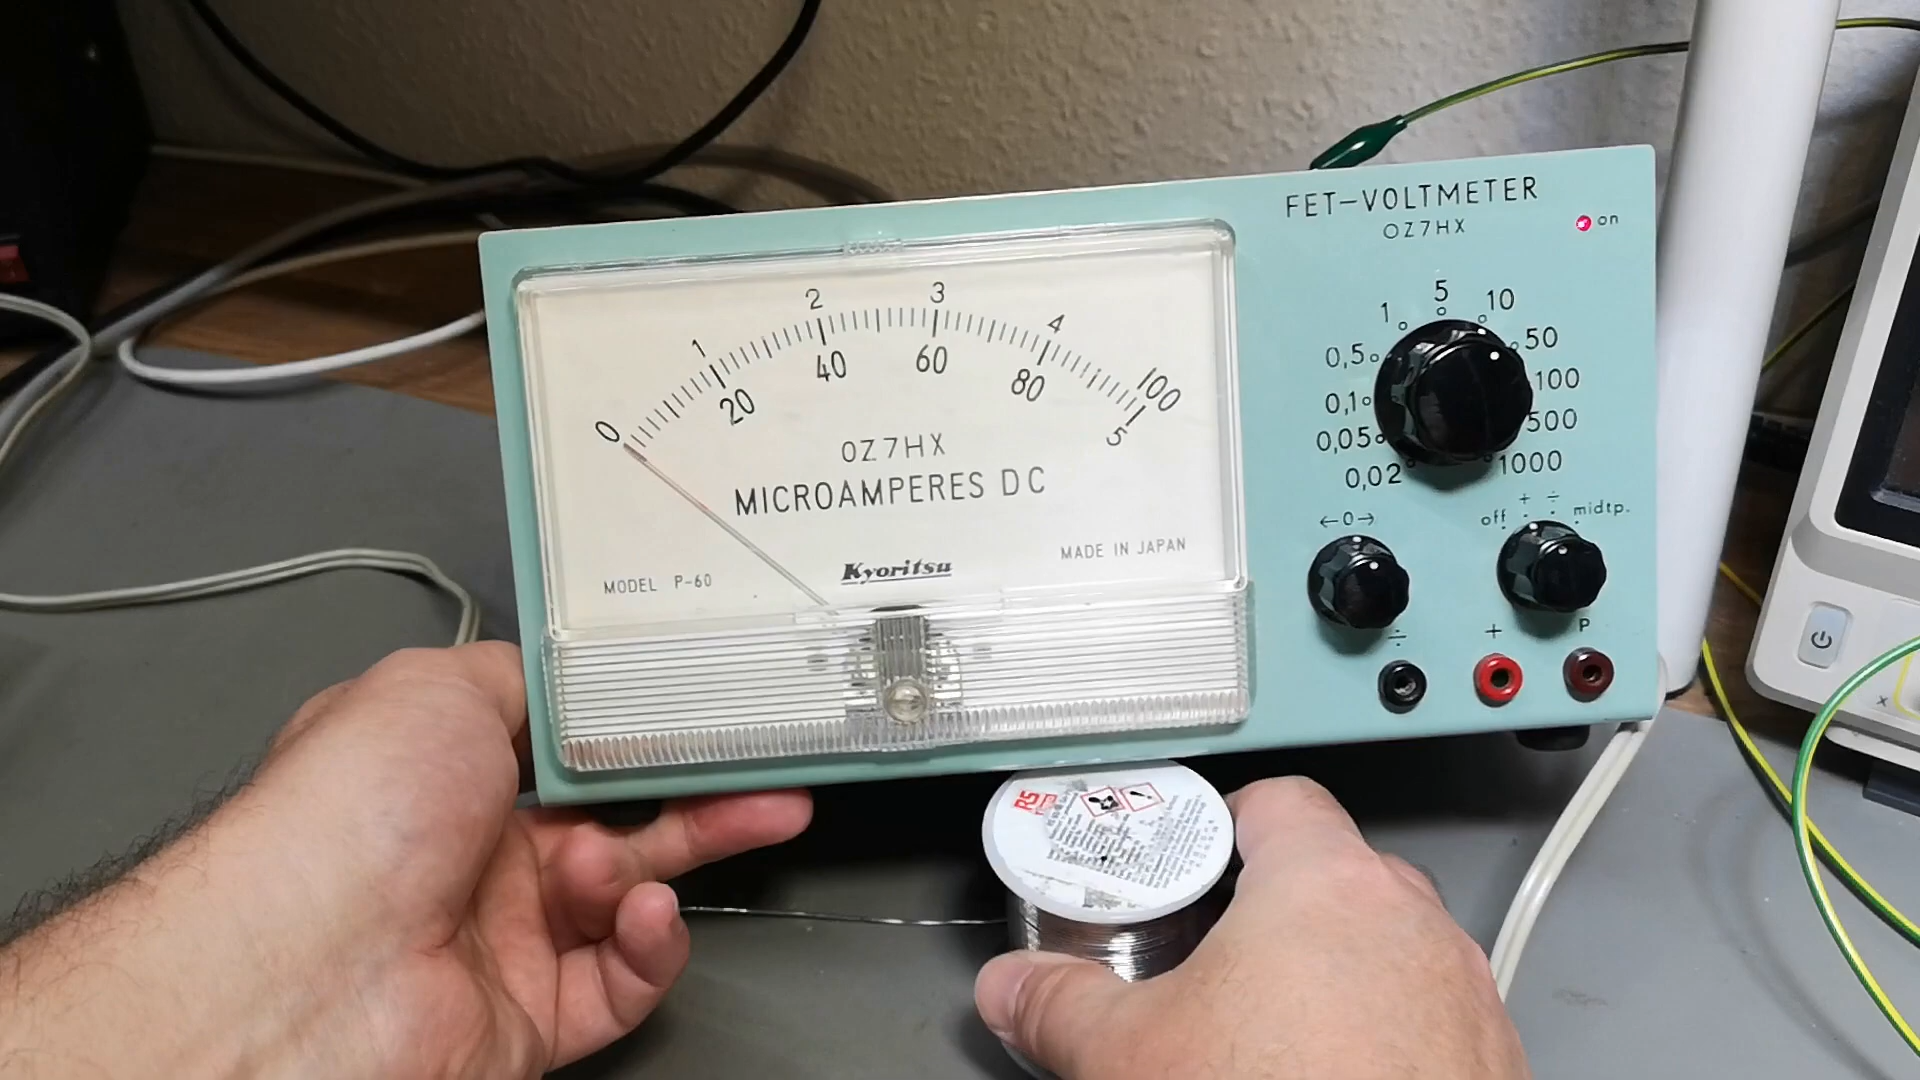 FET-VOLTMETER
OZ7HX
on
0 1 2 3 4 5
20 40 60 80 100
OZ7HX
MICROAMPERES DC
MODEL P-60
Kyoritsu
MADE IN JAPAN
0,02
0,05
0,1
0,5
1
5
10
50
100
500
1000
←0→
off + ÷ midtp.
÷ + P
RS
x